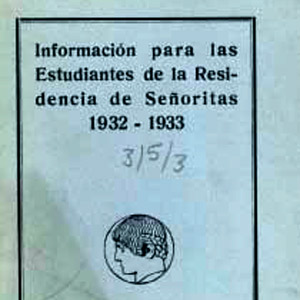 Información para las
Estudiantes de la Resi-
dencia de Señoritas
1932 - 1933
3/5/3